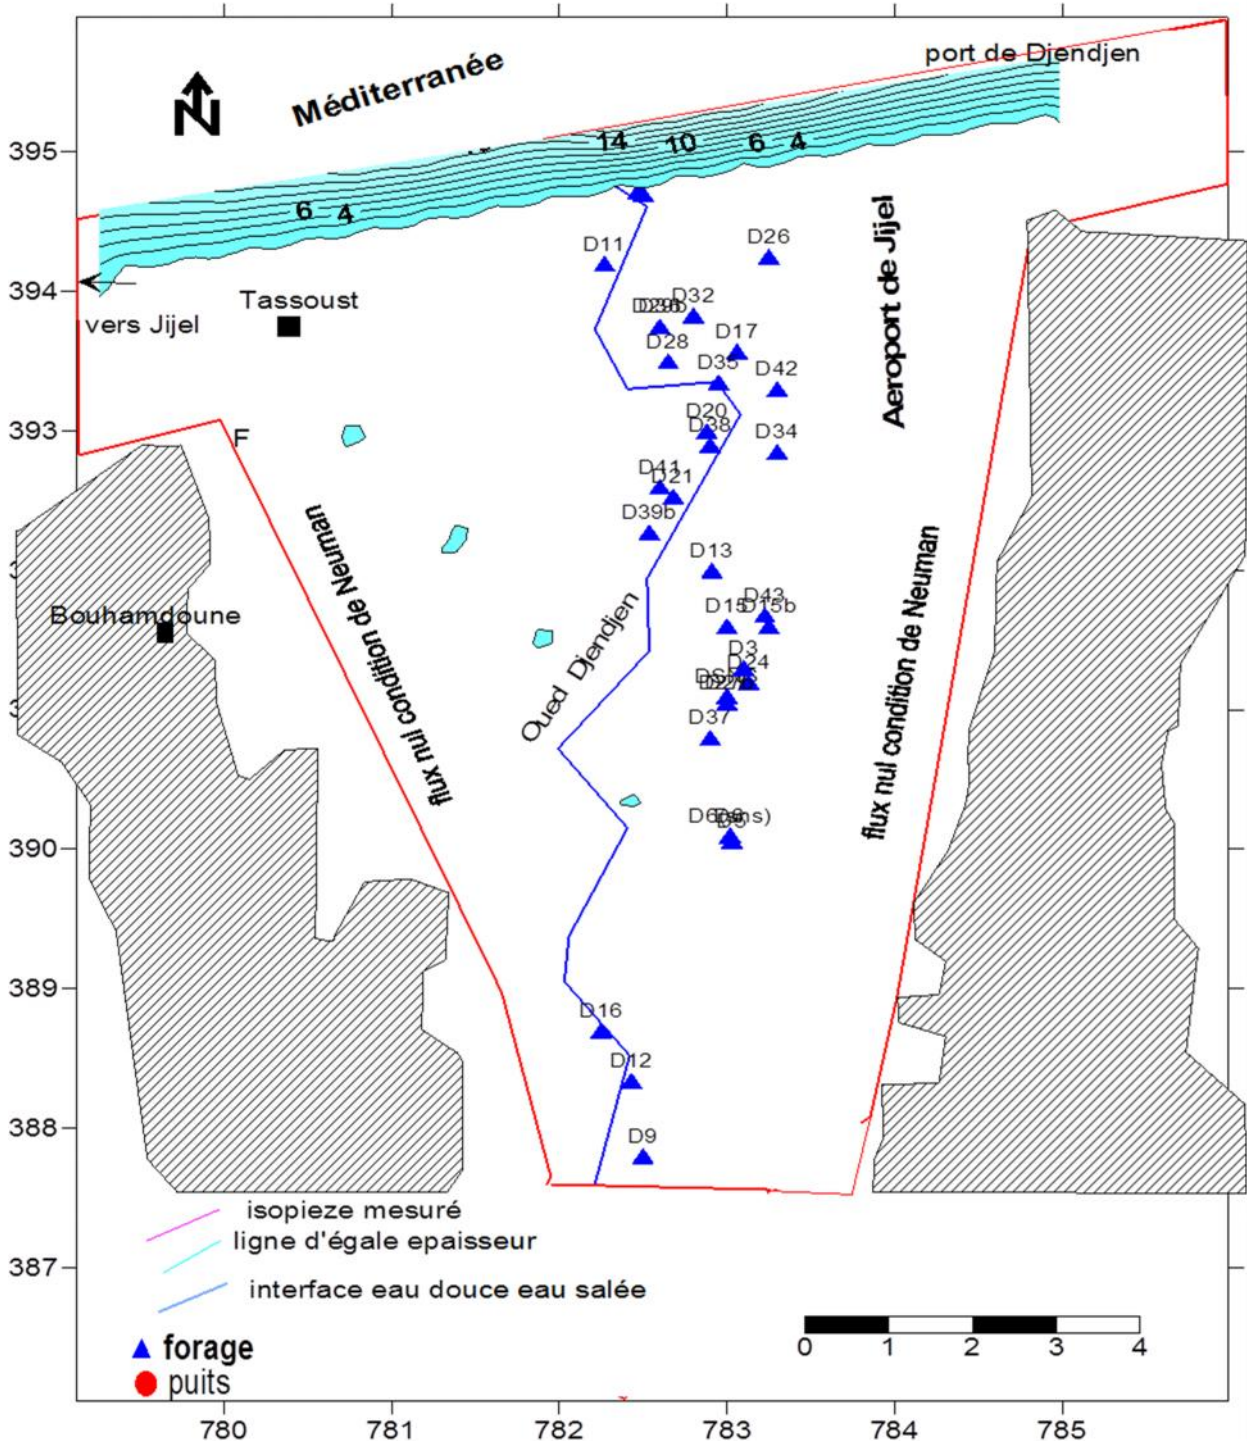 port de Djendjen
Méditerranée
N
395
14 10 6 4
6 4
D11
D26
394
Tassoust
vers Jijel
D32
D17
D28
D35
D42
Aeroport de Jijel
393
F
D20
D38
D34
D41
D21
D39b
D13
flux nul condition de Neuman
flux nul condition de Neuman
Bouhamdoune
D43
D15
D15b
Oued Djendjen
D3
D24
D37
390
389
D16
D12
388
D9
isopieze mesuré
ligne d'égale epaisseur
387
interface eau douce eau salée
forage
puits
0 1 2 3 4
780 781 782 783 784 785